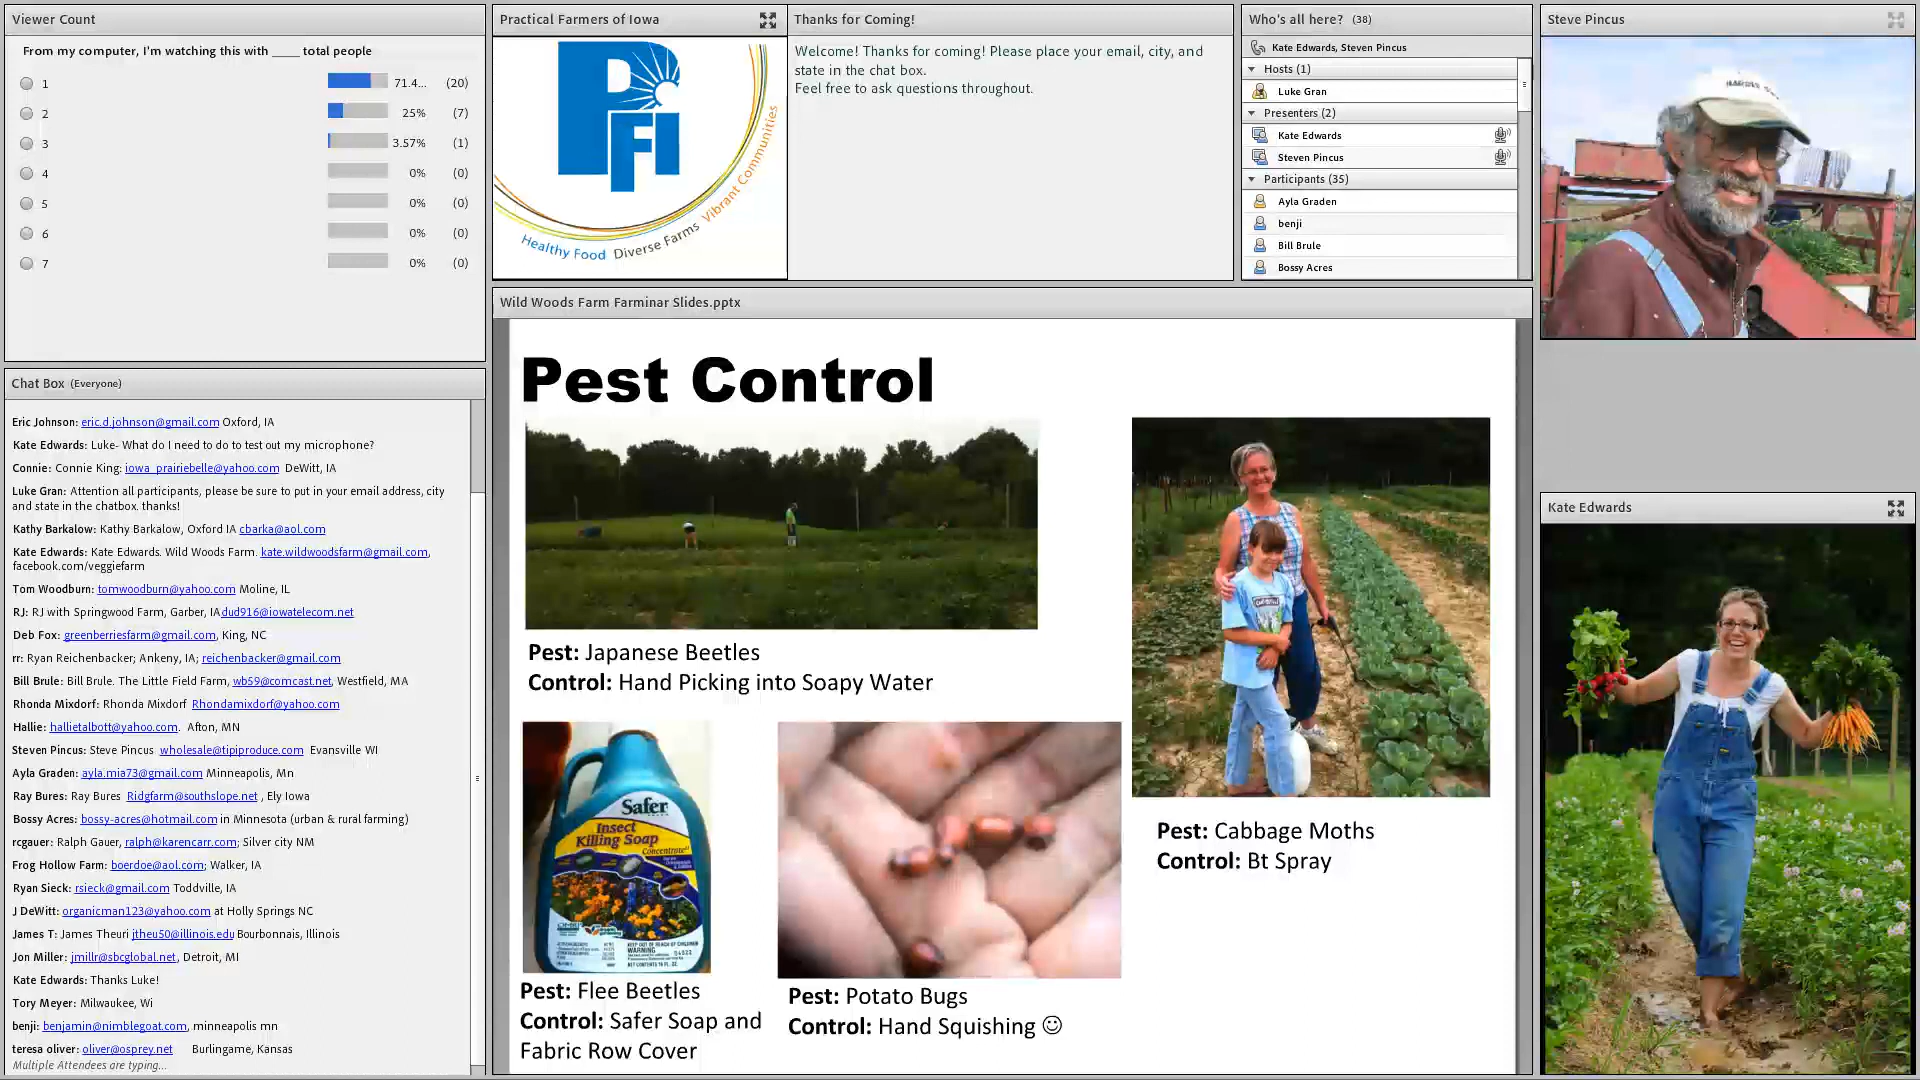 Viewer Count
From my computer, I'm watching this with ____ total people
1 71.4... (20)
2 25% (7)
3 3.57% (1)
4 0% (0)
5 0% (0)
6 0% (0)
7 0% (0)
Chat Box (Everyone)
Eric Johnson: eric.d.johnson@gmail.com Oxford, IA
Kate Edwards: Luke- What do I need to do to test out my microphone?
Connie: Connie King: iowa_prairiebelle@yahoo.com DeWitt, IA
Luke Gran: Attention all participants, please be sure to put in your email address, city
and state in the chatbox. thanks!
Kathy Barkalow: Kathy Barkalow, Oxford IA cbarka@aol.com
Kate Edwards: Kate Edwards. Wild Woods Farm. kate.wildwoodsfarm@gmail.com,
facebook.com/veggiefarm
Tom Woodburn: tomwoodburn@yahoo.com Moline, IL
RJ: RJ with Springwood Farm, Garber, IA dud916@iowatelecom.net
Deb Fox: greenberriesfarm@gmail.com, King, NC
rr: Ryan Reichenbacker; Ankeny, IA; reichenbacker@gmail.com
Bill Brule: Bill Brule. The Little Field Farm, wb59@comcast.net, Westfield, MA
Rhonda Mixdorf: Rhonda Mixdorf Rhondamixdorf@yahoo.com
Hallie: hallietalbott@yahoo.com. Afton, MN
Steven Pincus: Steve Pincus wholesale@tipiproduce.com Evansville WI
Ayla Graden: ayla.mia73@gmail.com Minneapolis, Mn
Ray Bures: Ray Bures Ridgfarm@southslope.net , Ely Iowa
Bossy Acres: bossy-acres@hotmail.com in Minnesota (urban & rural farming)
rcgauer: Ralph Gauer, ralph@karencarr.com; Silver city NM
Frog Hollow Farm: boerdoe@aol.com; Walker, IA
Ryan Sieck: rsieck@gmail.com Toddville, IA
J DeWitt: organicman123@yahoo.com at Holly Springs NC
James T: James Theuri jtheu50@illinois.edu Bourbonnais, Illinois
Jon Miller: jmillr@sbcglobal.net, Detroit, MI
Kate Edwards: Thanks Luke!
Tory Meyer: Milwaukee, Wi
benji: benjamin@nimblegoat.com, minneapolis mn
teresa oliver: oliver@osprey.net Burlingame, Kansas
Multiple Attendees are typing...
Practical Farmers of Iowa
PFI
Healthy Food Diverse Farms Vibrant Communities
Thanks for Coming!
Welcome! Thanks for coming! Please place your email, city, and
state in the chat box.
Feel free to ask questions throughout.
Who's all here? (38)
Kate Edwards, Steven Pincus
Hosts (1)
Luke Gran
Presenters (2)
Kate Edwards
Steven Pincus
Participants (35)
Ayla Graden
benji
Bill Brule
Bossy Acres
Wild Woods Farm Farminar Slides.pptx
Pest Control
Pest: Japanese Beetles
Control: Hand Picking into Soapy Water
Safer
Insect
Killing Soap
Concentrate
KEEP OUT OF REACH OF CHILDREN
WARNING
Pest: Flee Beetles
Control: Safer Soap and
Fabric Row Cover
Pest: Potato Bugs
Control: Hand Squishing ☺
Pest: Cabbage Moths
Control: Bt Spray
Steve Pincus
Kate Edwards